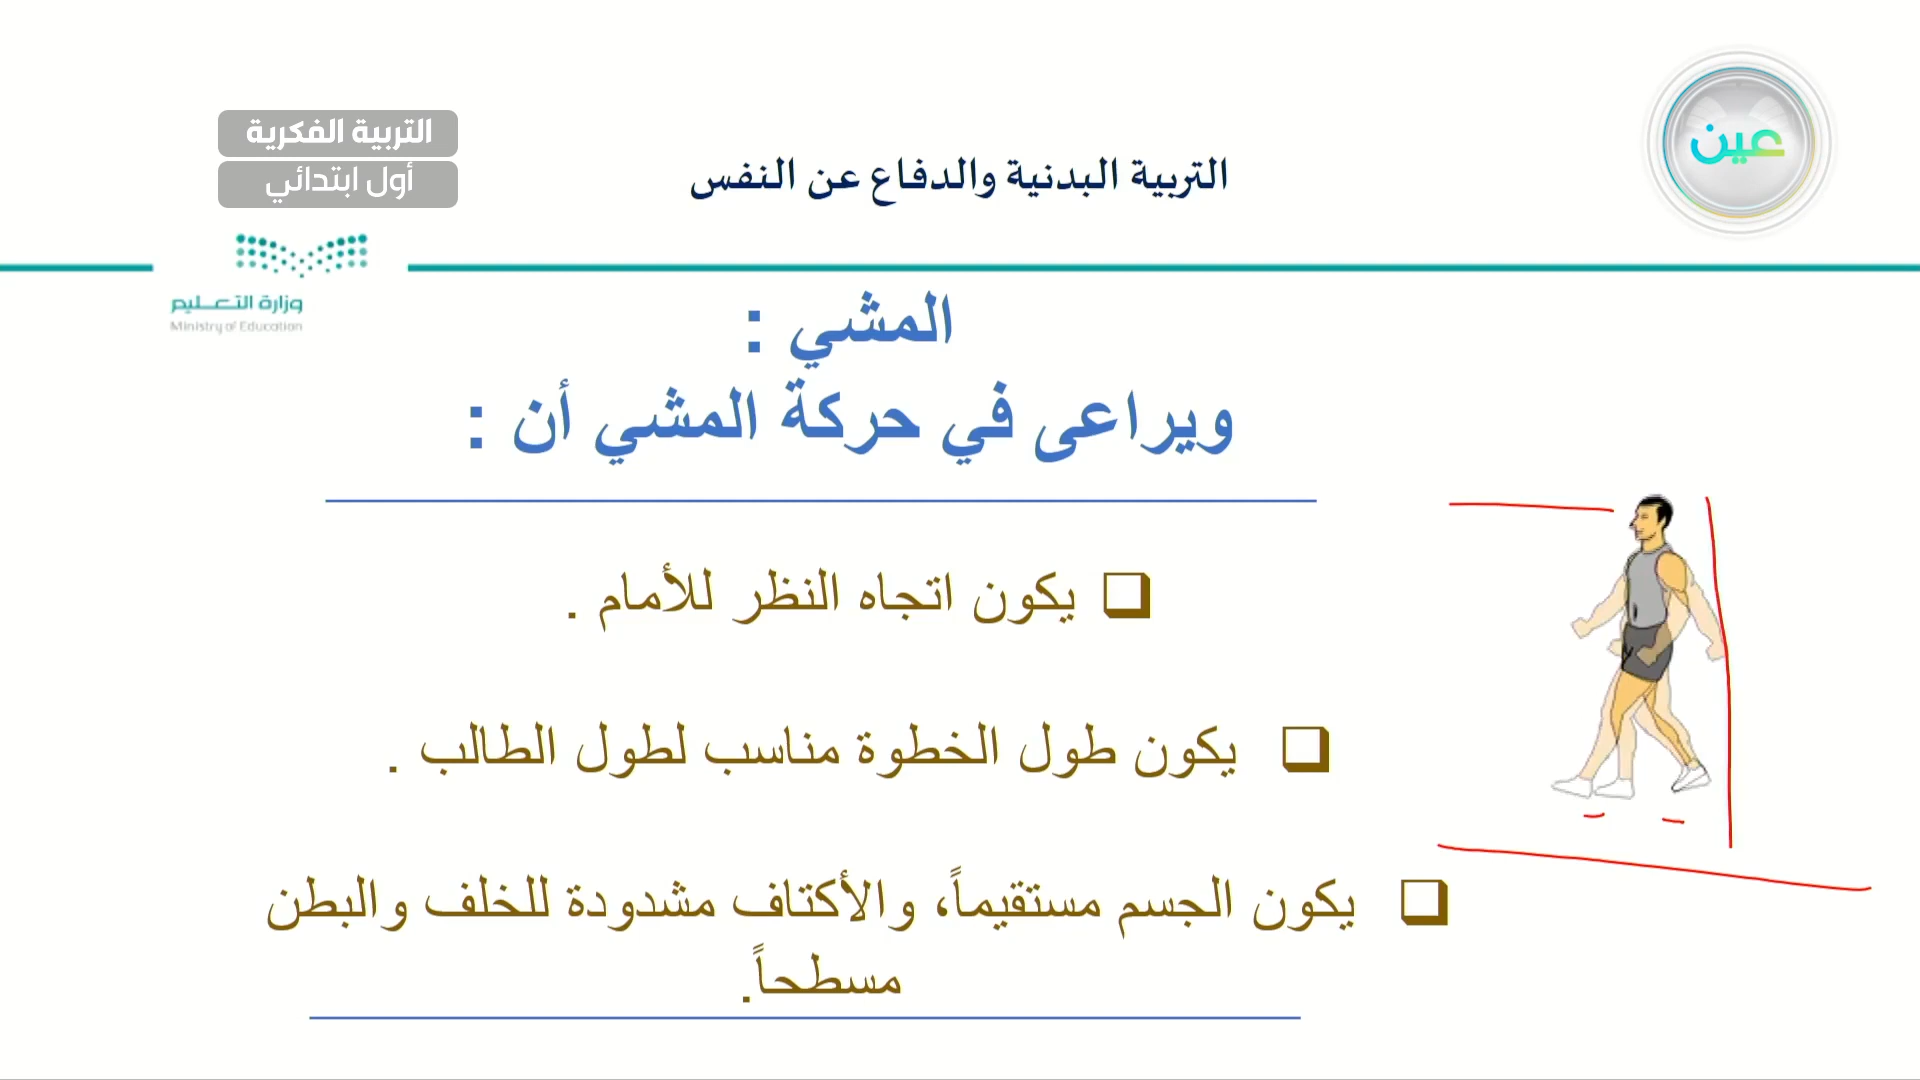 التربية الفكرية
أول ابتدائي
عين
التربية البدنية والدفاع عن النفس
وزارة التعليم
Ministry of Education
المشي :
ويراعى في حركة المشي أن :
يكون اتجاه النظر للأمام .
يكون طول الخطوة مناسب لطول الطالب .
يكون الجسم مستقيماً، والأكتاف مشدودة للخلف والبطن
مسطحاً.